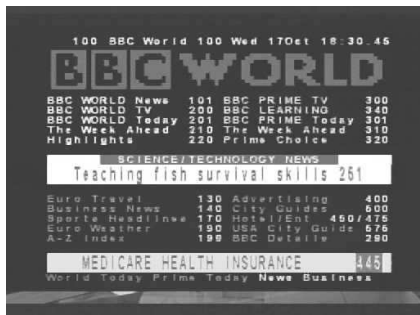 100 BBC World 100 Wed 17Oct 18:30.45
BBC WORLD
BBC WORLD News 101 BBC PRIME TV 300
BBC WORLD TV 200 BBC LEARNING 340
BBC WORLD Today 201 BBC PRIME Today 301
The Week Ahead 210 The Week Ahead 310
Highlights 220 Prime Choice 320
SCIENCE/TECHNOLOGY NEWS
Teaching fish survival skills 261
Euro Travel 130 Advertising 400
Business News 140 City Guides 500
Sports Headlines 170 Hotel/Ent 450/475
Euro Weather 190 USA City Guide 576
A-Z Index 199 BBC Details 290
MEDICARE HEALTH INSURANCE 445
World Today Prime Today News Business